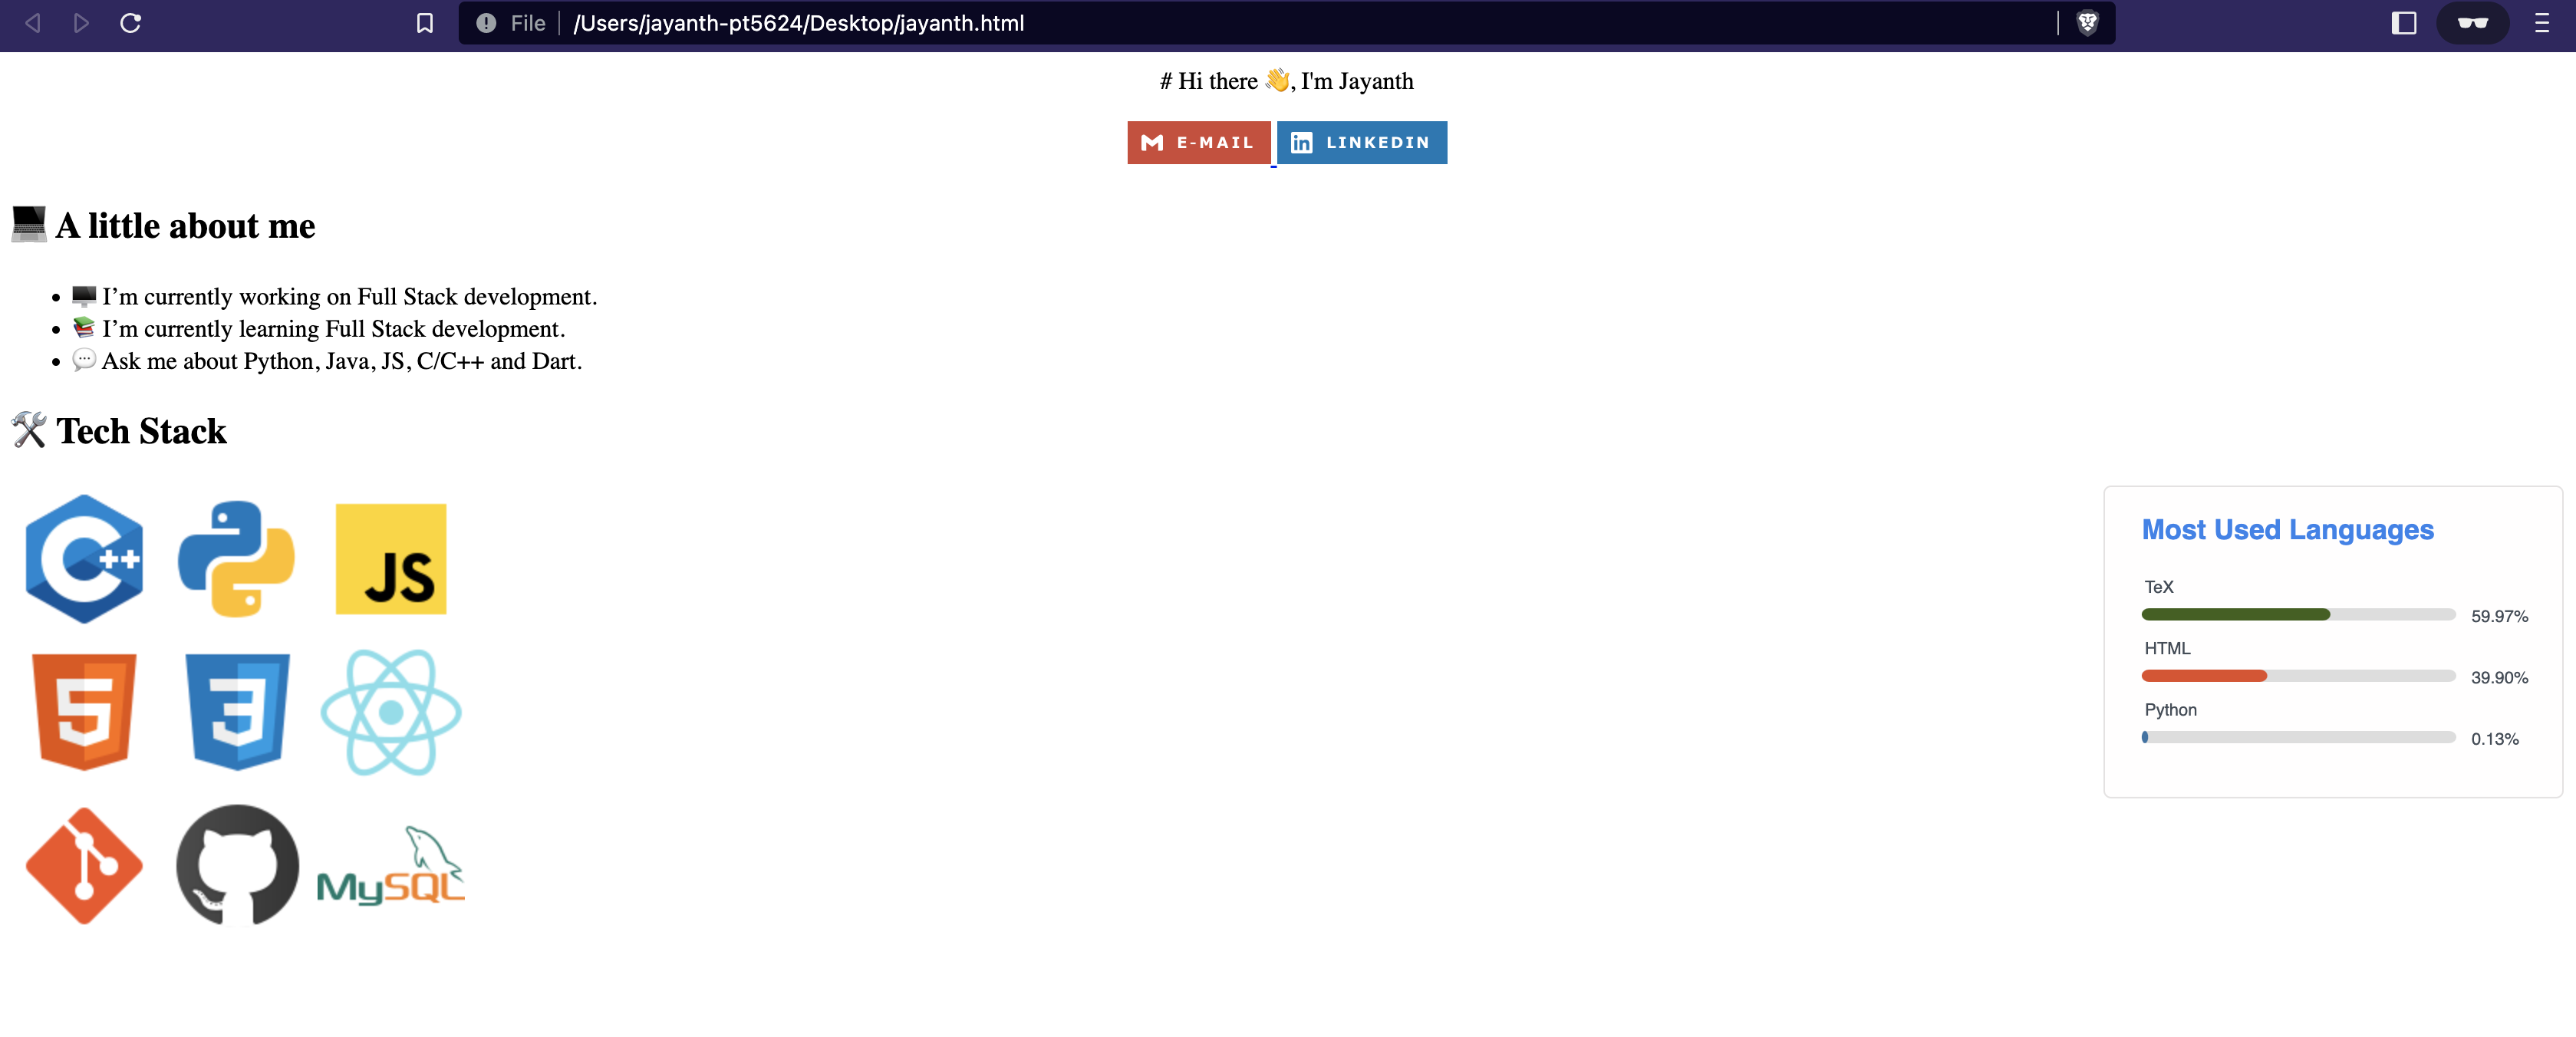 File | /Users/jayanth-pt5624/Desktop/jayanth.html
# Hi there 👋, I'm Jayanth
E-MAIL LINKEDIN
💻 A little about me
• 🖥️ I’m currently working on Full Stack development.
• 📚 I’m currently learning Full Stack development.
• 💬 Ask me about Python, Java, JS, C/C++ and Dart.
🛠️ Tech Stack
C++
JS
5
3
MySQL
Most Used Languages
TeX
59.97%
HTML
39.90%
Python
0.13%